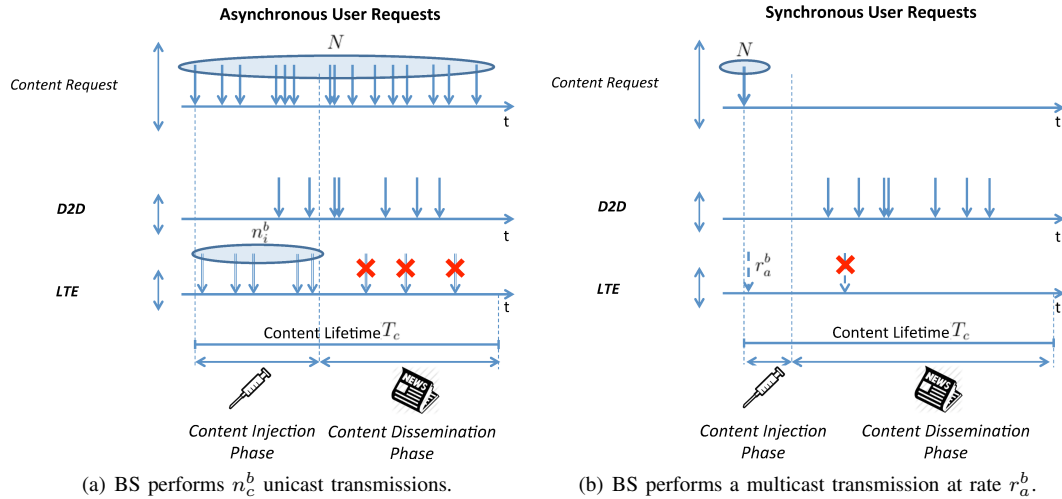 Asynchronous User Requests
N
Content Request
t
D2D
t
n_i^b
LTE
t
Content Lifetime T_c
NEWS
Content Injection
Phase
Content Dissemination
Phase
(a) BS performs n_c^b unicast transmissions.
Synchronous User Requests
N
Content Request
t
D2D
t
r_a^b
LTE
t
Content Lifetime T_c
NEWS
Content Injection
Phase
Content Dissemination
Phase
(b) BS performs a multicast transmission at rate r_a^b.